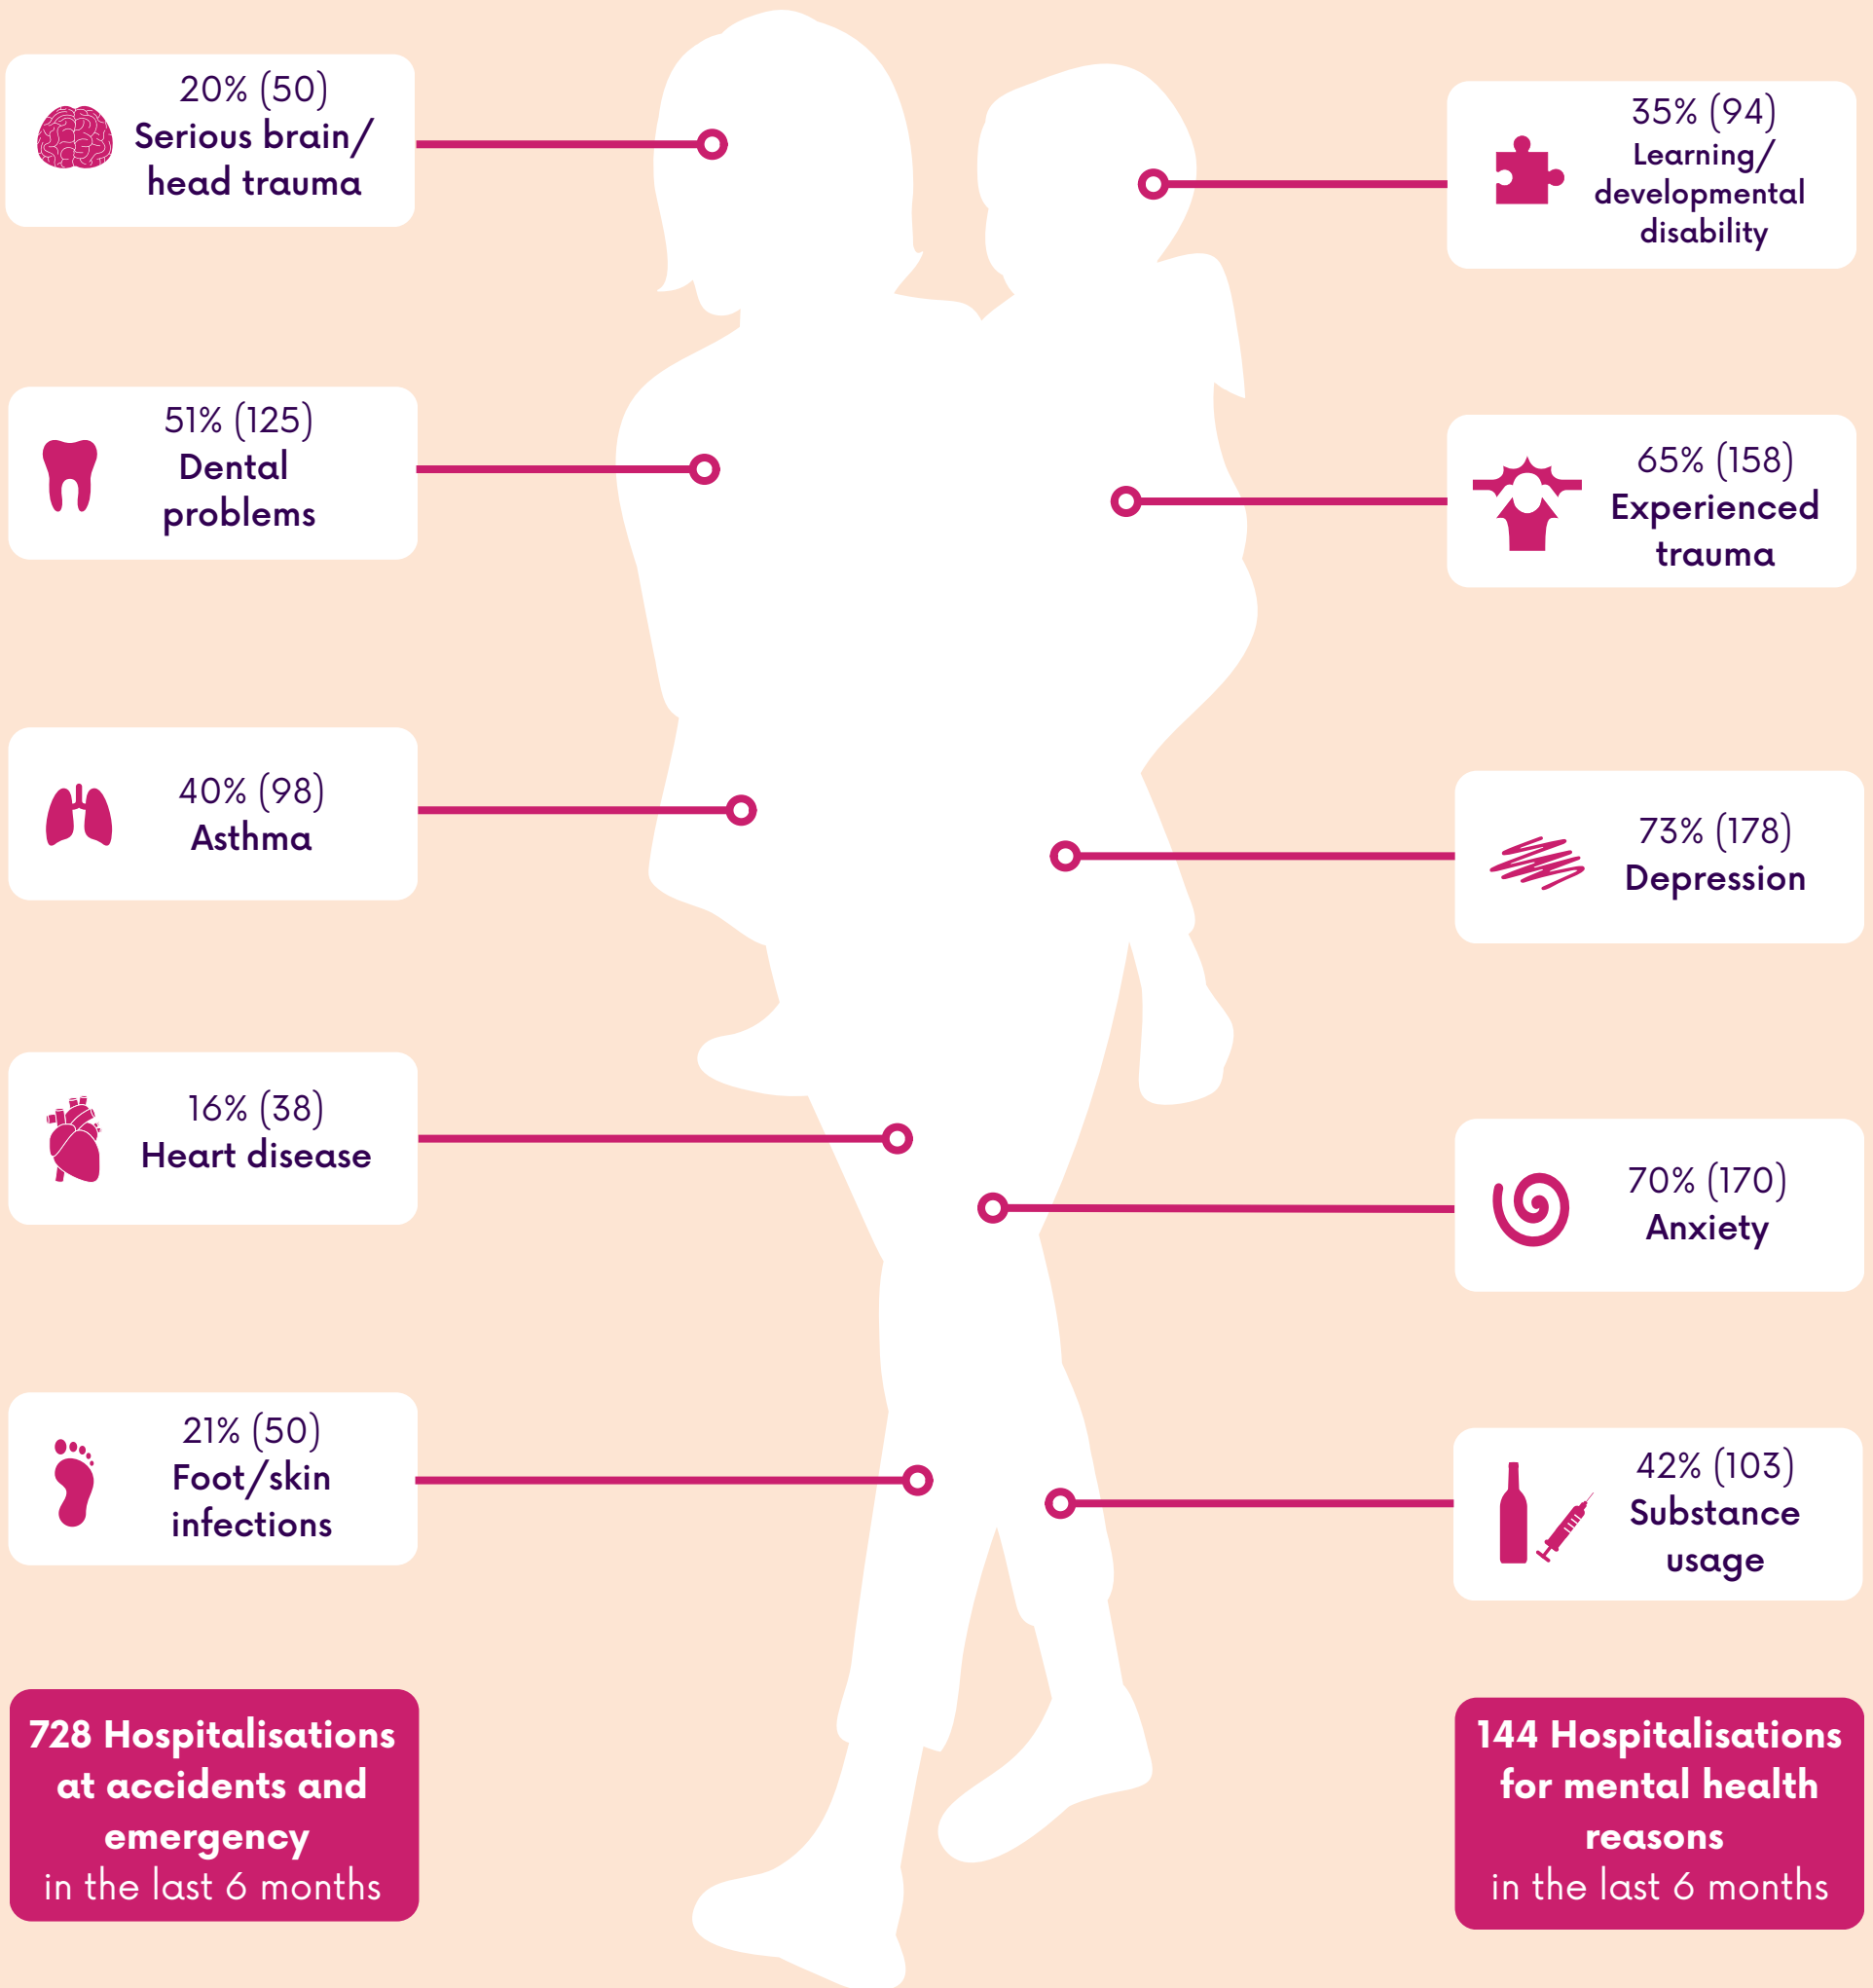 20% (50)
Serious brain/
head trauma
35% (94)
Learning/
developmental
disability
51% (125)
Dental
problems
65% (158)
Experienced
trauma
40% (98)
Asthma
73% (178)
Depression
16% (38)
Heart disease
70% (170)
Anxiety
21% (50)
Foot/skin
infections
42% (103)
Substance
usage
728 Hospitalisations
at accidents and
emergency
in the last 6 months
144 Hospitalisations
for mental health
reasons
in the last 6 months